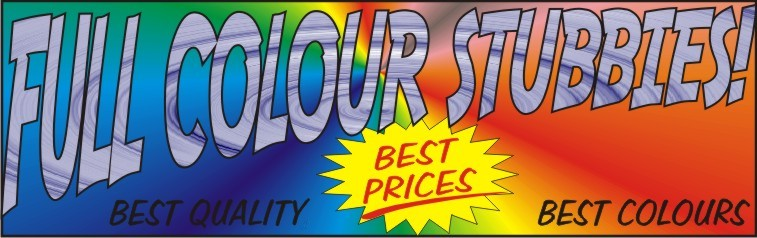 FULL COLOUR STUBBIES!
BEST
PRICES
BEST QUALITY
BEST COLOURS